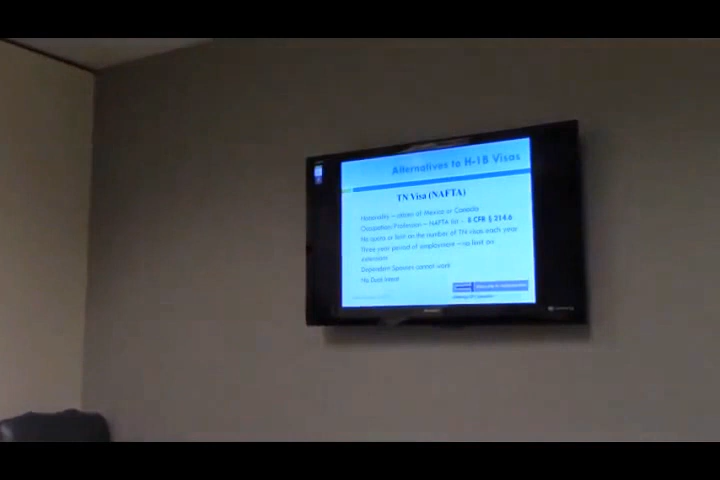 Alternatives to H-1B Visas
TN Visa (NAFTA)
Nationality – citizen of Mexico or Canada
Occupation/Profession – NAFTA list - 8 CFR § 214.6
No quota or limit on the number of TN visas each year
Three year period of employment – no limit on
extensions
Dependent Spouses cannot work
No Dual Intent